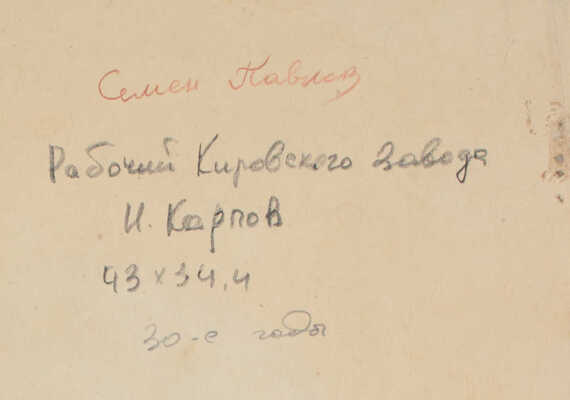 Семен Павлов
Рабочий Кировского завода
И. Карпов
43 × 34,4
30-е годы